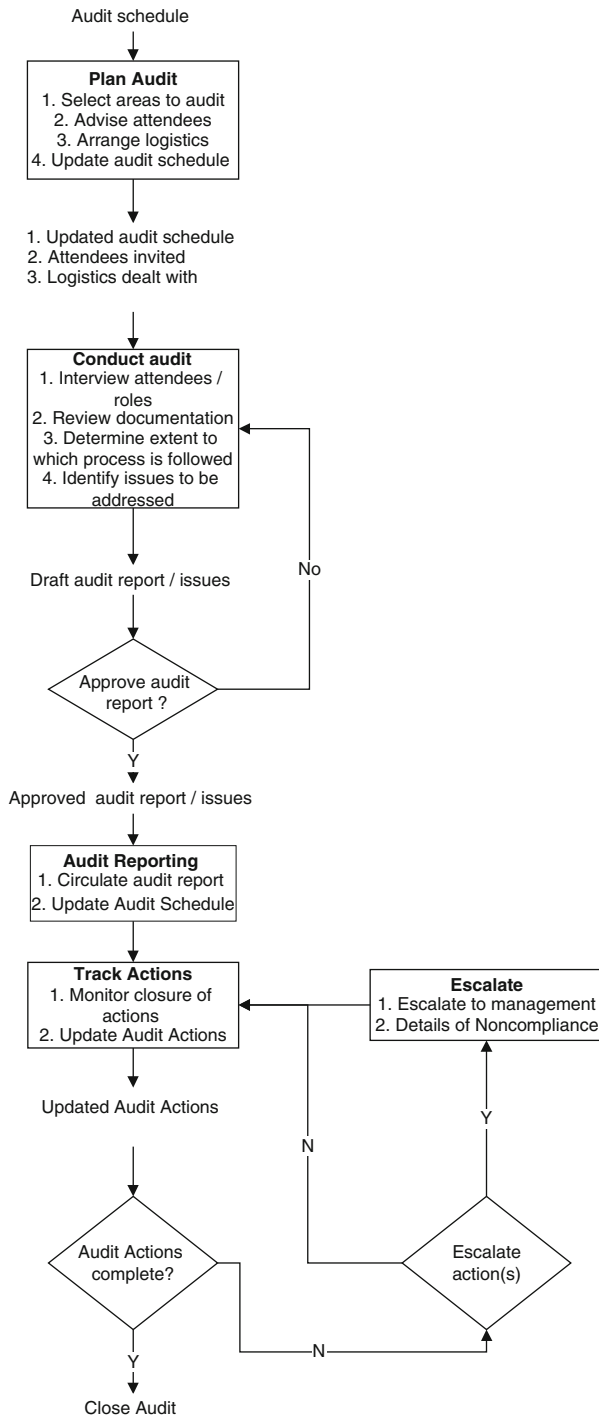 Audit schedule
Plan Audit
1. Select areas to audit
2. Advise attendees
3. Arrange logistics
4. Update audit schedule
1. Updated audit schedule
2. Attendees invited
3. Logistics dealt with
Conduct audit
1. Interview attendees /
roles
2. Review documentation
3. Determine extent to
which process is followed
4. Identify issues to be
addressed
No
Draft audit report / issues
Approve audit
report ?
Y
Approved audit report / issues
Audit Reporting
1. Circulate audit report
2. Update Audit Schedule
Track Actions
1. Monitor closure of
actions
2. Update Audit Actions
Escalate
1. Escalate to management
2. Details of Noncompliance
Updated Audit Actions
N
Y
Audit Actions
complete?
Escalate
action(s)
N
Y
Close Audit